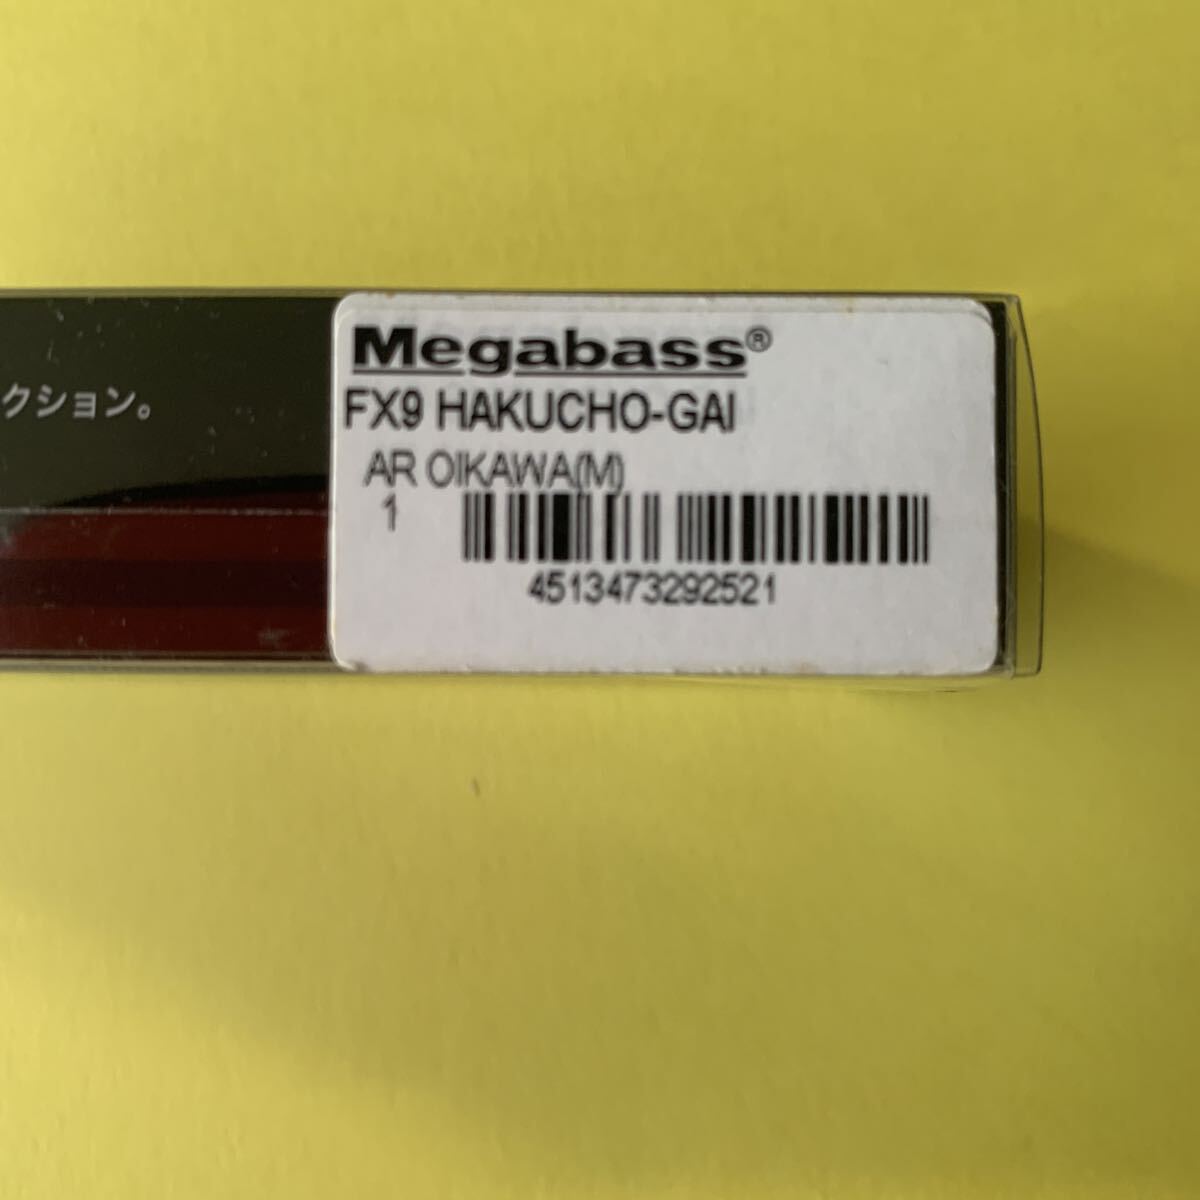 Megabass®
FX9 HAKUCHO-GAI
AR OIKAWA(M)
1
4513473292521
クション。